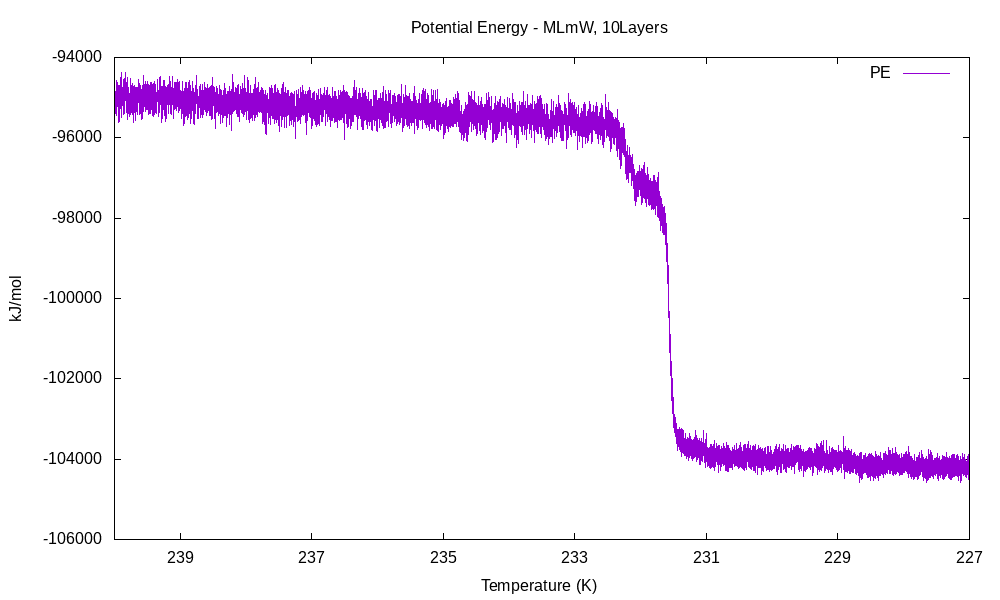 Potential Energy - MLmW, 10Layers
PE
-94000
-96000
-98000
-100000
-102000
-104000
-106000
kJ/mol
239 237 235 233 231 229 227
Temperature (K)